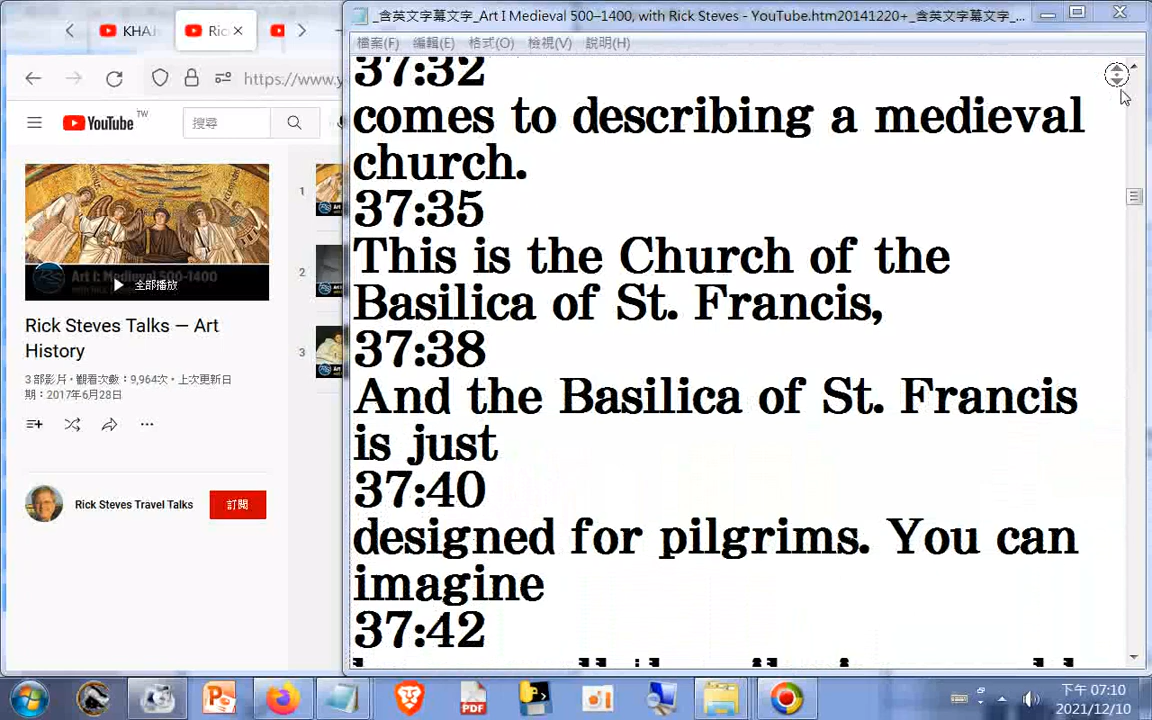 KHA
Ric
https://www.y
YouTube
TW
搜尋
Art I: Medieval 500-1400
全部播放
Rick Steves Talks — Art
History
3 部影片・觀看次數：9,964次・上次更新日
期：2017年6月28日
Rick Steves Travel Talks
訂閱
1
2
3
_含英文字幕文字_Art I Medieval 500–1400, with Rick Steves - YouTube.htm20141220+_含英文字幕文字_...
檔案(F) 編輯(E) 格式(O) 檢視(V) 說明(H)
37:32
comes to describing a medieval
church.
37:35
This is the Church of the
Basilica of St. Francis,
37:38
And the Basilica of St. Francis
is just
37:40
designed for pilgrims. You can
imagine
37:42
PDF
下午 07:10
2021/12/10